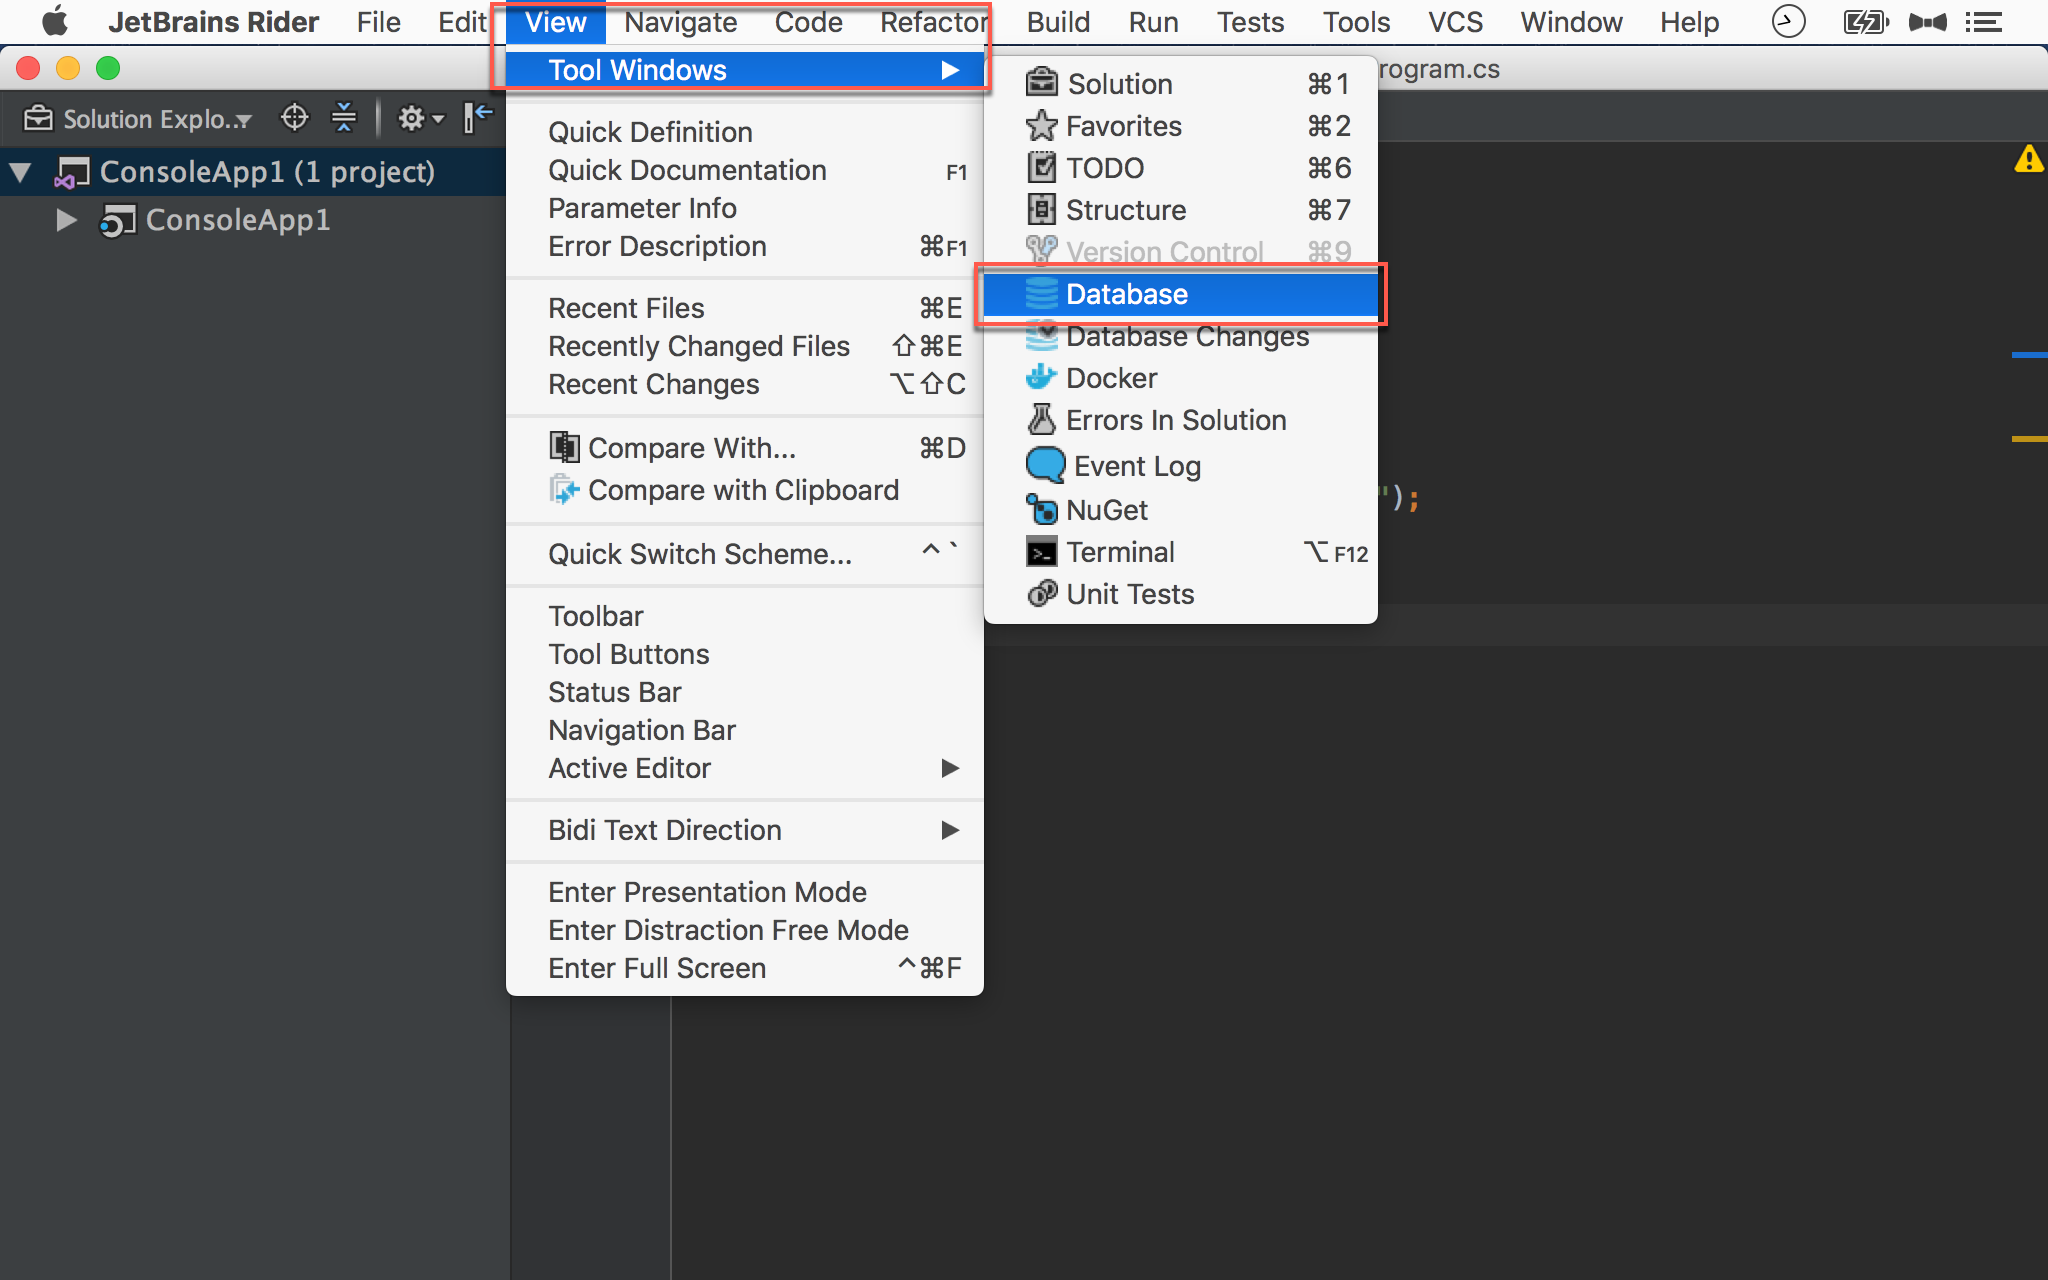 JetBrains Rider File Edit View Navigate Code Refactor Build Run Tests Tools VCS Window Help
rogram.cs
Solution Explo...
ConsoleApp1 (1 project)
ConsoleApp1
Tool Windows
Quick Definition
Quick Documentation F1
Parameter Info
Error Description ⌘F1
Recent Files ⌘E
Recently Changed Files ⇧⌘E
Recent Changes ⌥⇧C
Compare With... ⌘D
Compare with Clipboard
Quick Switch Scheme... ^ `
Toolbar
Tool Buttons
Status Bar
Navigation Bar
Active Editor
Bidi Text Direction
Enter Presentation Mode
Enter Distraction Free Mode
Enter Full Screen ^⌘F
Solution ⌘1
Favorites ⌘2
TODO ⌘6
Structure ⌘7
Version Control ⌘9
Database
Database Changes
Docker
Errors In Solution
Event Log
NuGet
Terminal ⌥F12
Unit Tests
");